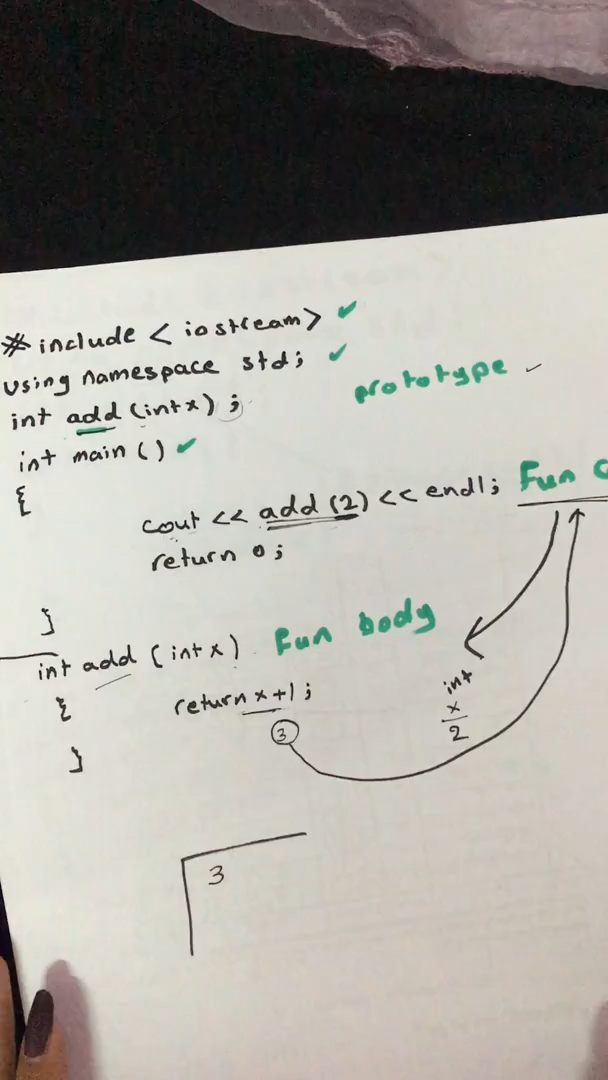 # include < iostream>
using namespace std;
int add (int x) ; prototype
int main ()
{
cout << add (2) << endl; Fun
return 0;
}
int add (int x) Fun body
{
return x+1;
3
}
int
x
2
3